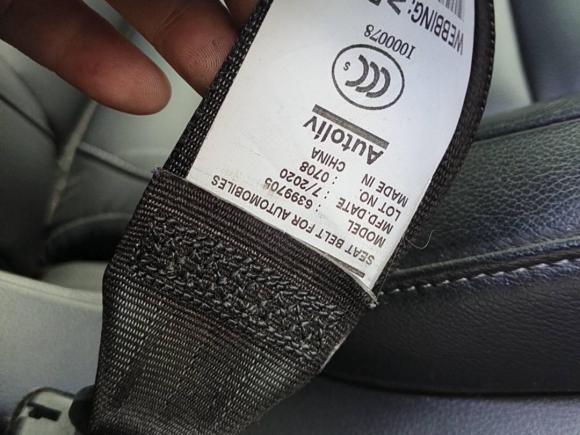 SEAT BELT FOR AUTOMOBILES
MODEL : 6399705
MFD.DATE : 7/2020
LOT NO. : 0708
MADE IN CHINA
Autoliv
CCC S
1000078
WEBBING: